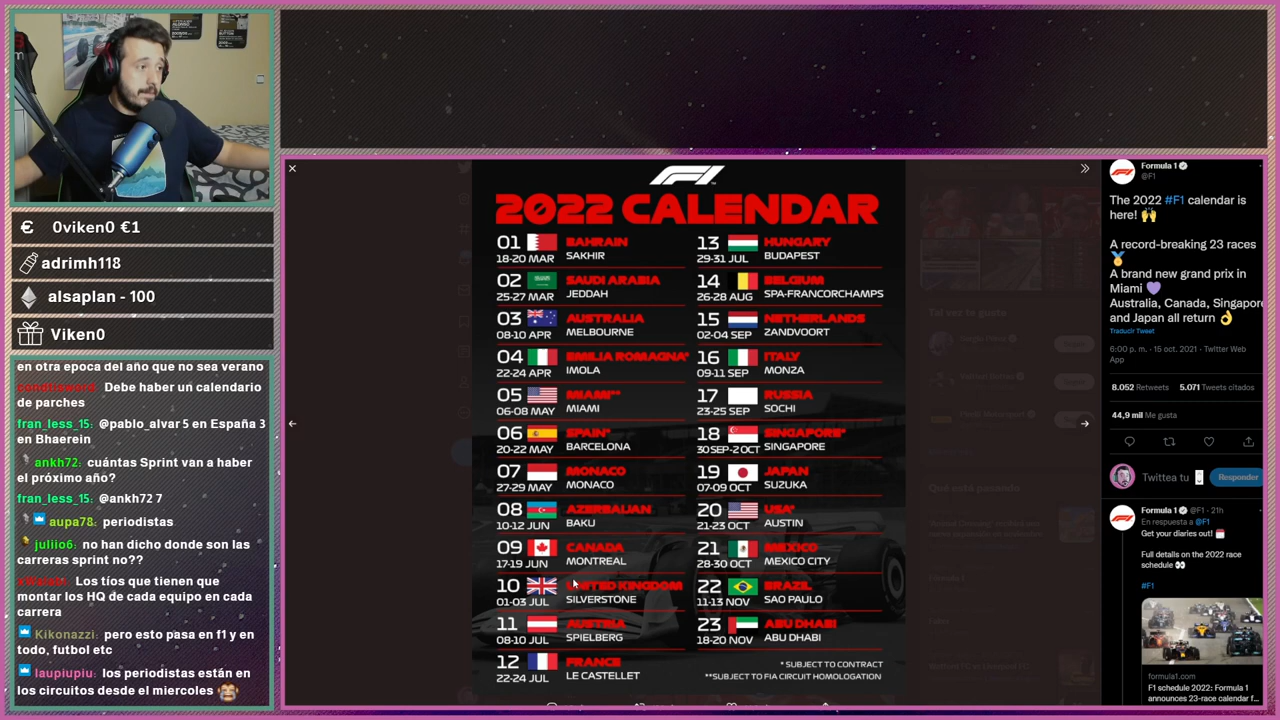 0viken0 €1
adrimh118
alsaplan - 100
Viken0
en otra epoca del año que no sea verano
Debe haber un calendario
de parches
fran_less_15: @pablo_alvar5 en España 3
en Bhaerein
ankh72: cuántas Sprint van a haber
el próximo año?
fran_less_15: @ankh72 7
aupa78: periodistas
juliio6: no han dicho donde son las
carreras sprint no??
Los tios que tienen que
montar los HQ de cada equipo en cada
carrera
Kikonazzi: pero esto pasa en f1 y en
todo, futbol etc
laupiupiu: los periodistas están en
los circuitos desde el miercoles
F1
2022 CALENDAR
01 BAHRAIN
18-20 MAR SAKHIR
02 SAUDI ARABIA
25-27 MAR JEDDAH
03 AUSTRALIA
08-10 APR MELBOURNE
04 EMILIA ROMAGNA*
22-24 APR IMOLA
05 MIAMI**
06-08 MAY MIAMI
06 SPAIN*
20-22 MAY BARCELONA
07 MONACO
27-29 MAY MONACO
08 AZERBAIJAN
10-12 JUN BAKU
09 CANADA
17-19 JUN MONTREAL
10 UNITED KINGDOM
01-03 JUL SILVERSTONE
11 AUSTRIA
08-10 JUL SPIELBERG
12 FRANCE
22-24 JUL LE CASTELLET
13 HUNGARY
29-31 JUL BUDAPEST
14 BELGIUM
26-28 AUG SPA-FRANCORCHAMPS
15 NETHERLANDS
02-04 SEP ZANDVOORT
16 ITALY
09-11 SEP MONZA
17 RUSSIA
23-25 SEP SOCHI
18 SINGAPORE*
30 SEP-2 OCT SINGAPORE
19 JAPAN
07-09 OCT SUZUKA
20 USA*
21-23 OCT AUSTIN
21 MEXICO
28-30 OCT MEXICO CITY
22 BRAZIL
11-13 NOV SAO PAULO
23 ABU DHABI
18-20 NOV ABU DHABI
* SUBJECT TO CONTRACT
**SUBJECT TO FIA CIRCUIT HOMOLOGATION
Tal vez te guste
Qué está pasando
Formula 1
@F1
The 2022 #F1 calendar is
here!
A record-breaking 23 races
A brand new grand prix in
Miami
Australia, Canada, Singapore
and Japan all return
Traducir Tweet
6:00 p. m. · 15 oct. 2021 · Twitter Web
App
8.052 Retweets 5.071 Tweets citados
44,9 mil Me gusta
Twittea tu
Responder
Formula 1 @F1 · 21h
En respuesta a @F1
Get your diaries out!
Full details on the 2022 race
schedule
#F1
formula1.com
F1 schedule 2022: Formula 1
announces 23-race calendar f...